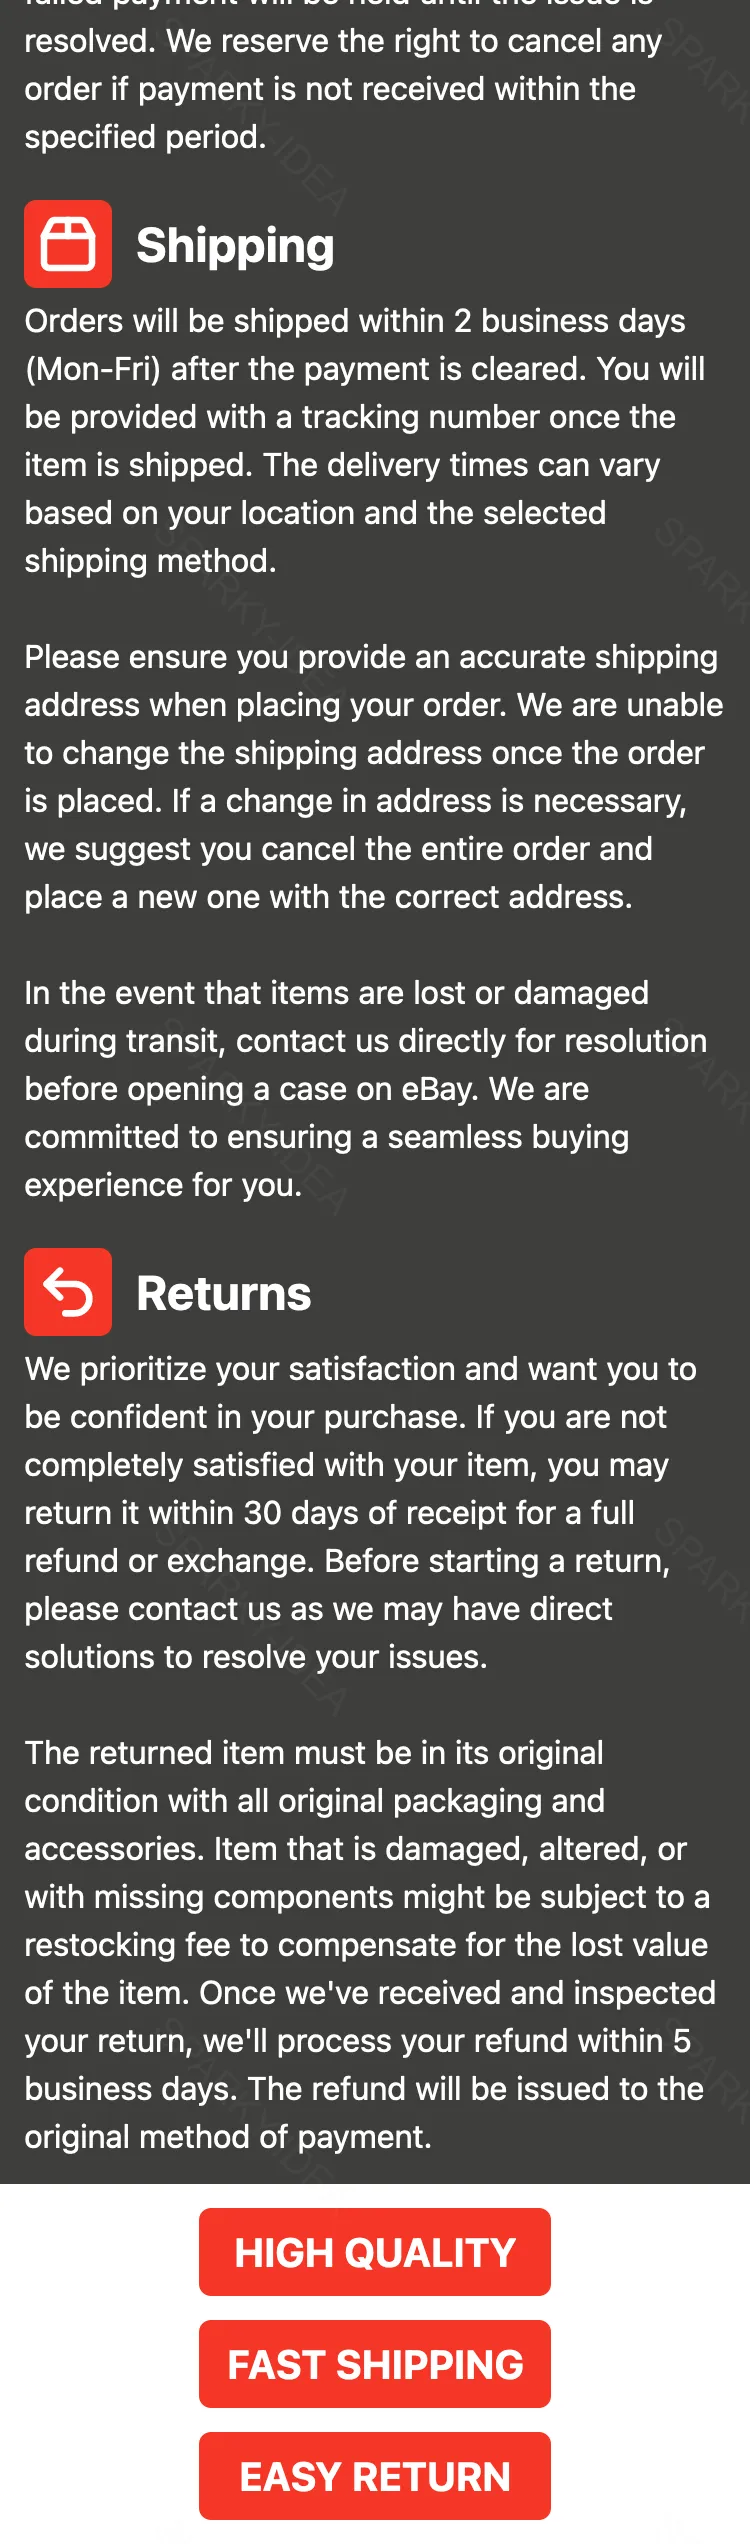 failed payment will be held until the issue is
resolved. We reserve the right to cancel any
order if payment is not received within the
specified period.
Shipping
Orders will be shipped within 2 business days
(Mon-Fri) after the payment is cleared. You will
be provided with a tracking number once the
item is shipped. The delivery times can vary
based on your location and the selected
shipping method.
Please ensure you provide an accurate shipping
address when placing your order. We are unable
to change the shipping address once the order
is placed. If a change in address is necessary,
we suggest you cancel the entire order and
place a new one with the correct address.
In the event that items are lost or damaged
during transit, contact us directly for resolution
before opening a case on eBay. We are
committed to ensuring a seamless buying
experience for you.
Returns
We prioritize your satisfaction and want you to
be confident in your purchase. If you are not
completely satisfied with your item, you may
return it within 30 days of receipt for a full
refund or exchange. Before starting a return,
please contact us as we may have direct
solutions to resolve your issues.
The returned item must be in its original
condition with all original packaging and
accessories. Item that is damaged, altered, or
with missing components might be subject to a
restocking fee to compensate for the lost value
of the item. Once we've received and inspected
your return, we'll process your refund within 5
business days. The refund will be issued to the
original method of payment.
HIGH QUALITY
FAST SHIPPING
EASY RETURN
SPARKY-IDEA